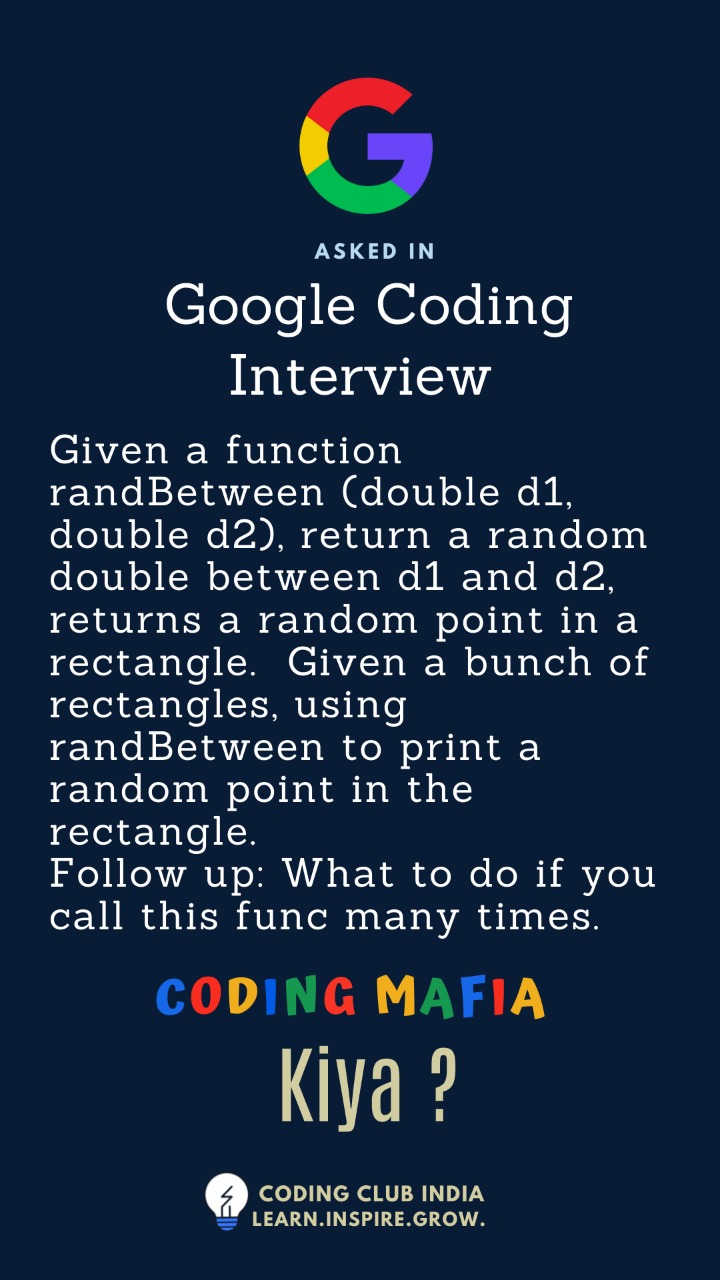 ASKED IN
Google Coding
Interview
Given a function
randBetween (double d1,
double d2), return a random
double between d1 and d2,
returns a random point in a
rectangle. Given a bunch of
rectangles, using
randBetween to print a
random point in the
rectangle.
Follow up: What to do if you
call this func many times.
CODING MAFIA
Kiya ?
CODING CLUB INDIA
LEARN.INSPIRE.GROW.